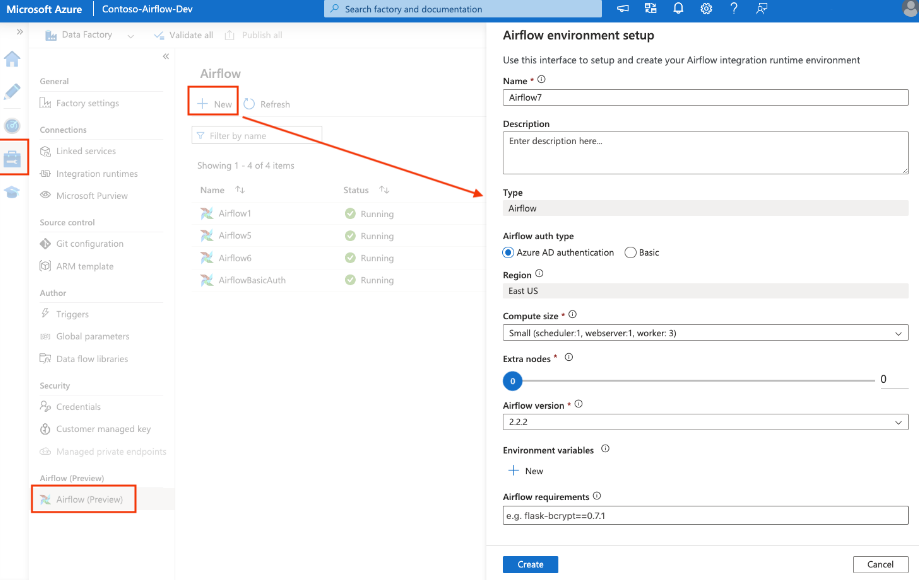 Microsoft Azure
Contoso-Airflow-Dev
Search factory and documentation
Data Factory
Validate all
Publish all
General
Factory settings
Connections
Linked services
Integration runtimes
Microsoft Purview
Source control
Git configuration
ARM template
Author
Triggers
Global parameters
Data flow libraries
Security
Credentials
Customer managed key
Managed private endpoints
Airflow (Preview)
Airflow (Preview)
Airflow
New
Refresh
Filter by name
Showing 1 - 4 of 4 items
Name Status
Airflow1 Running
Airflow5 Running
Airflow6 Running
AirflowBasicAuth Running
Airflow environment setup
Use this interface to setup and create your Airflow integration runtime environment
Name *
Airflow7
Description
Enter description here...
Type
Airflow
Airflow auth type
Azure AD authentication Basic
Region
East US
Compute size *
Small (scheduler:1, webserver:1, worker: 3)
Extra nodes *
0 0
Airflow version *
2.2.2
Environment variables
New
Airflow requirements
e.g. flask-bcrypt==0.7.1
Create Cancel